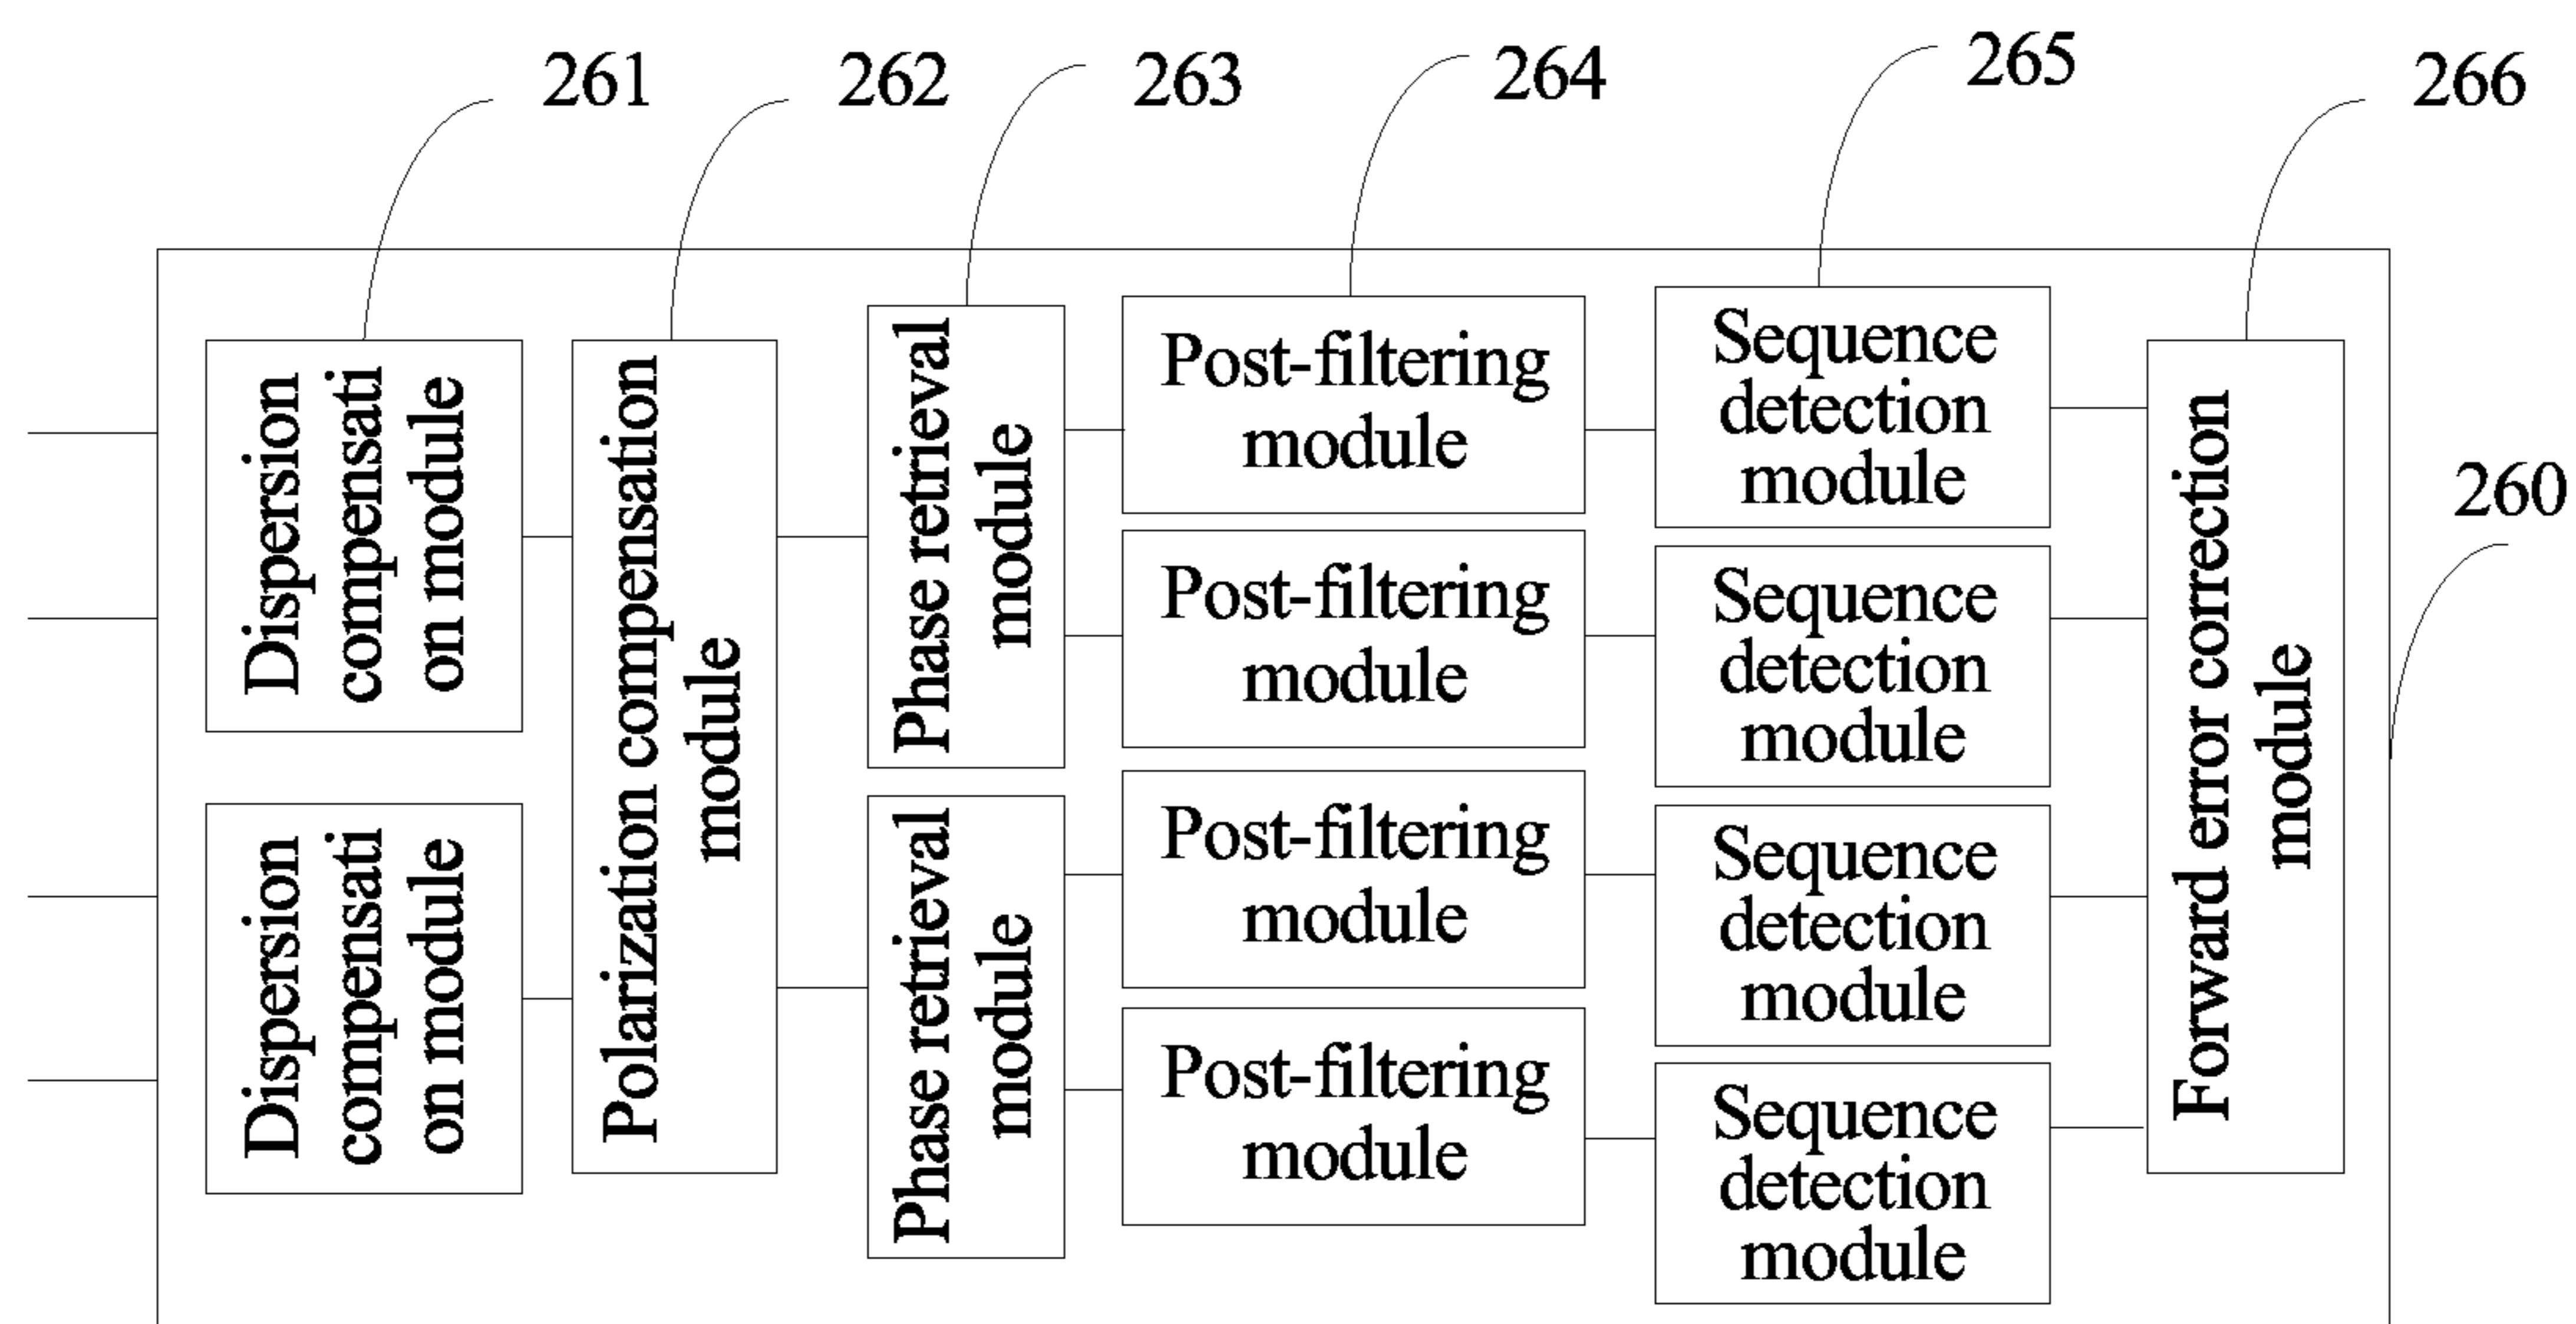 261
262
263
264
265
266
260
Dispersion
compensati
on module
Dispersion
compensati
on module
Polarization compensation
module
Phase retrieval
module
Phase retrieval
module
Post-filtering
module
Post-filtering
module
Post-filtering
module
Post-filtering
module
Sequence
detection
module
Sequence
detection
module
Sequence
detection
module
Sequence
detection
module
Forward error correction
module